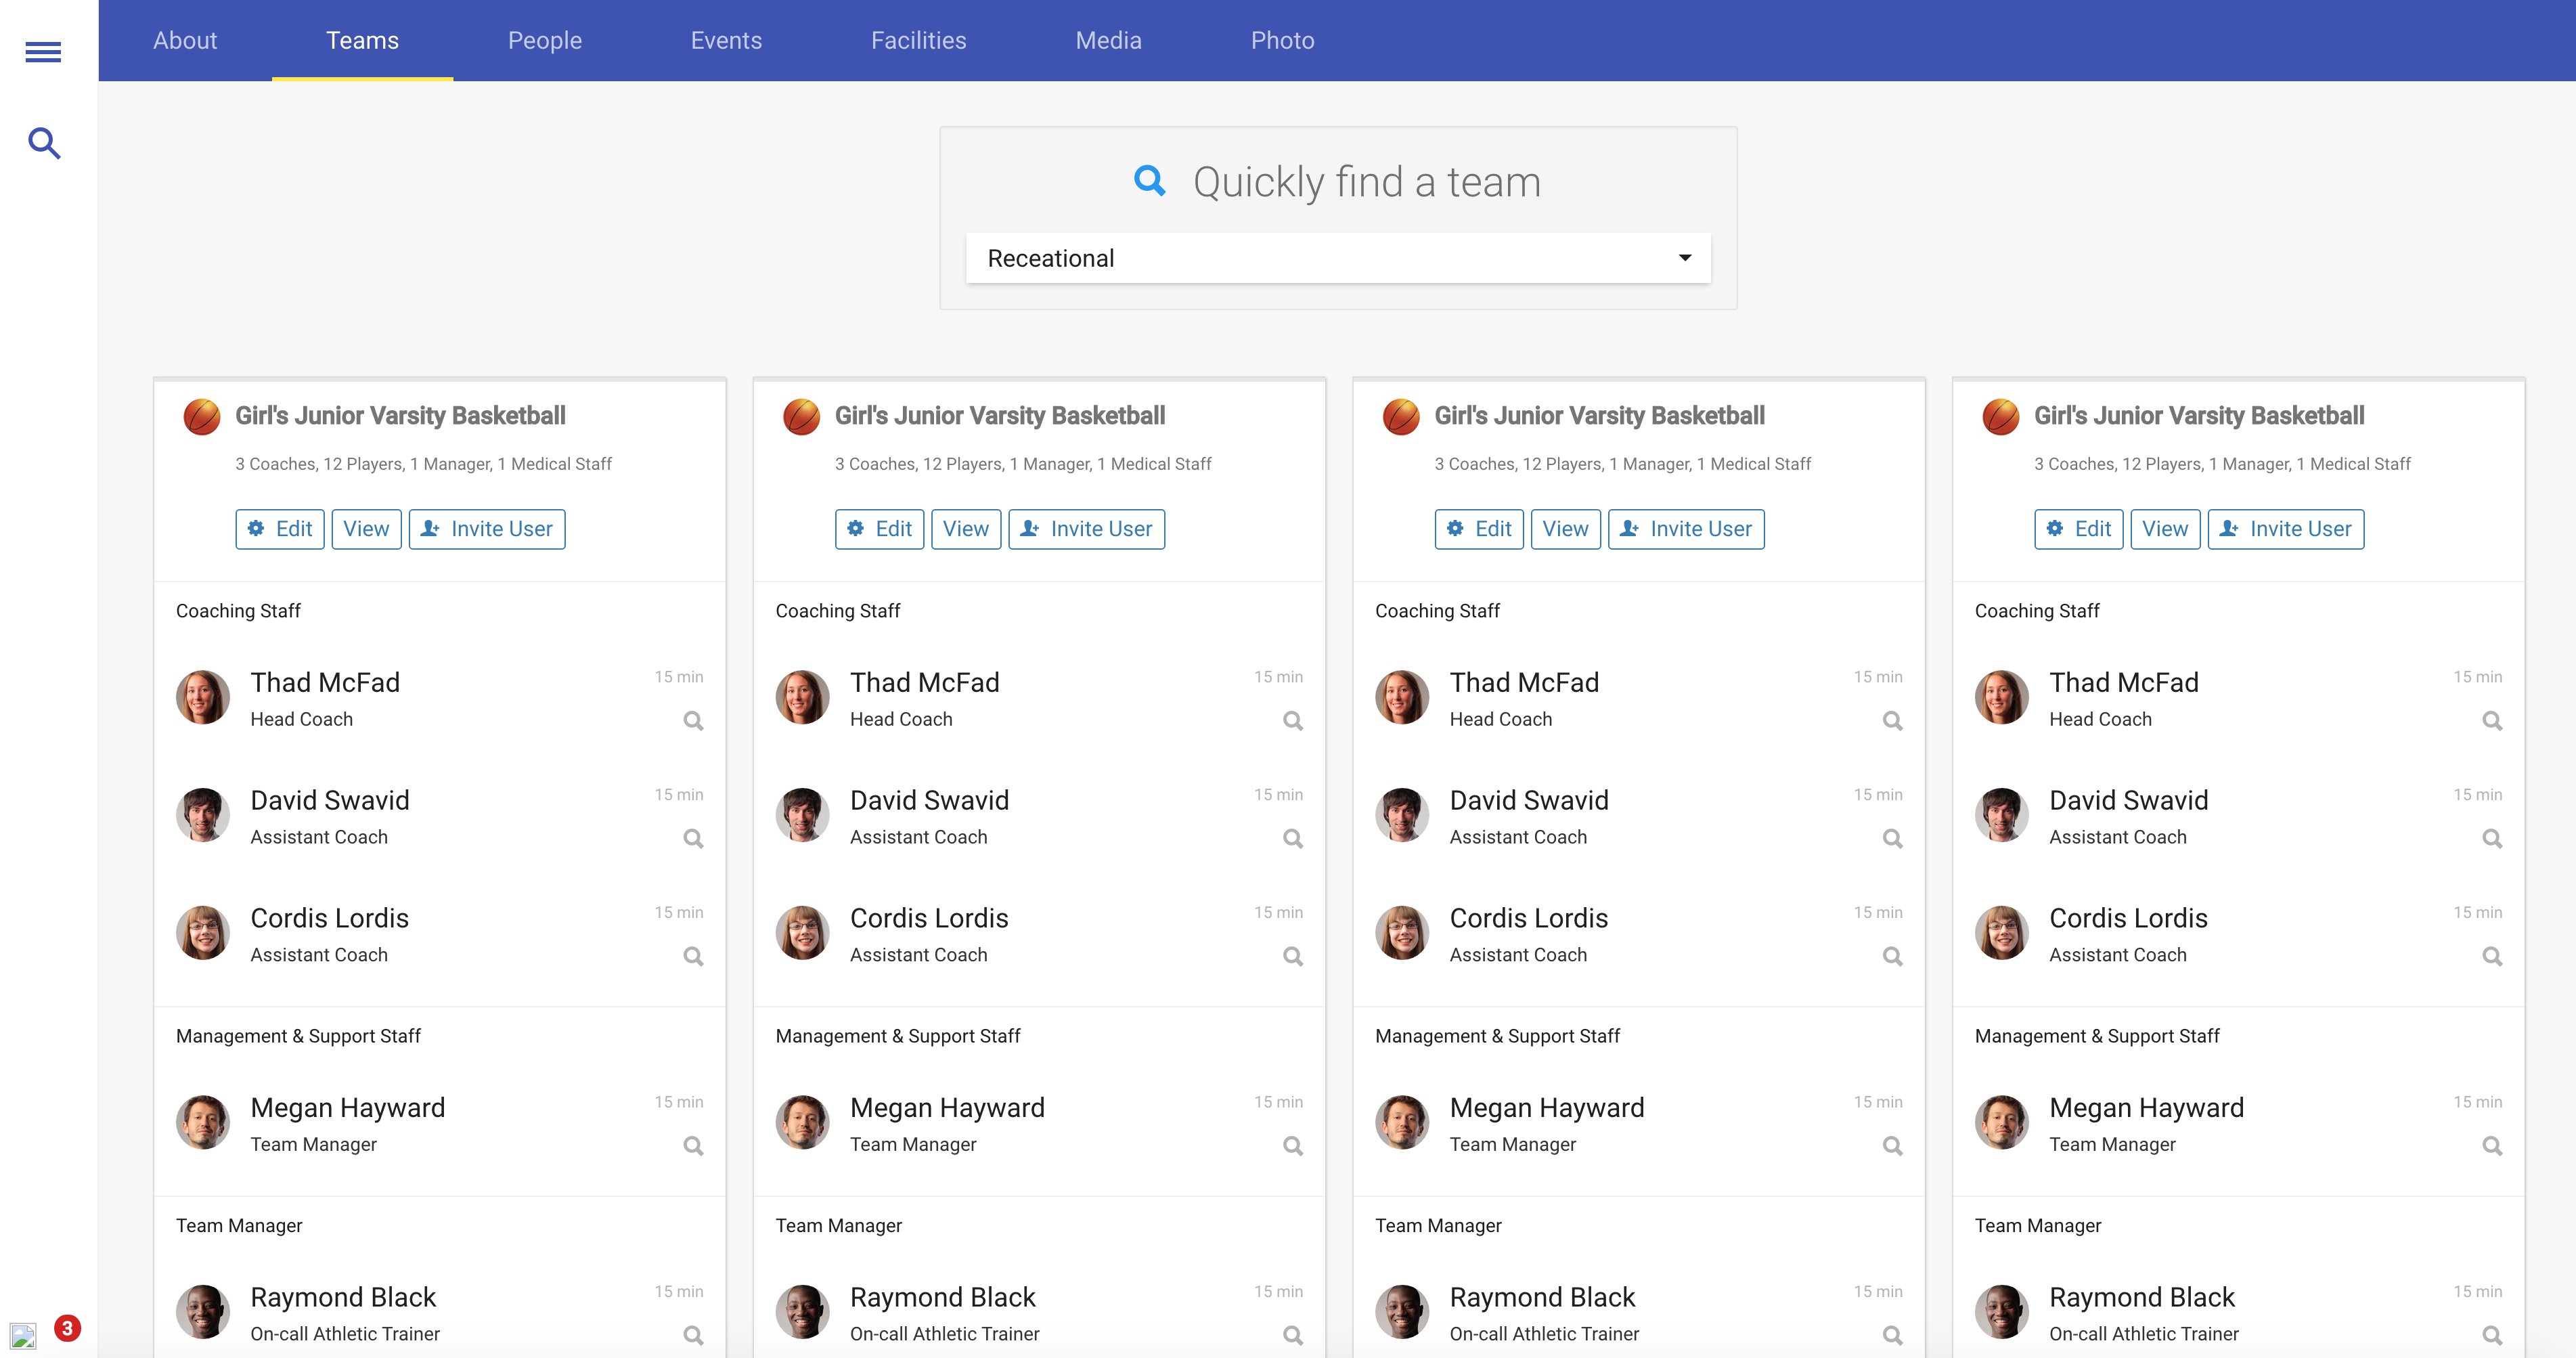 About Teams People Events Facilities Media Photo
Quickly find a team
Receational
Girl's Junior Varsity Basketball
3 Coaches, 12 Players, 1 Manager, 1 Medical Staff
Edit View Invite User
Coaching Staff
Thad McFad 15 min
Head Coach
David Swavid 15 min
Assistant Coach
Cordis Lordis 15 min
Assistant Coach
Management & Support Staff
Megan Hayward 15 min
Team Manager
Team Manager
Raymond Black 15 min
On-call Athletic Trainer
Girl's Junior Varsity Basketball
3 Coaches, 12 Players, 1 Manager, 1 Medical Staff
Edit View Invite User
Coaching Staff
Thad McFad 15 min
Head Coach
David Swavid 15 min
Assistant Coach
Cordis Lordis 15 min
Assistant Coach
Management & Support Staff
Megan Hayward 15 min
Team Manager
Team Manager
Raymond Black 15 min
On-call Athletic Trainer
Girl's Junior Varsity Basketball
3 Coaches, 12 Players, 1 Manager, 1 Medical Staff
Edit View Invite User
Coaching Staff
Thad McFad 15 min
Head Coach
David Swavid 15 min
Assistant Coach
Cordis Lordis 15 min
Assistant Coach
Management & Support Staff
Megan Hayward 15 min
Team Manager
Team Manager
Raymond Black 15 min
On-call Athletic Trainer
Girl's Junior Varsity Basketball
3 Coaches, 12 Players, 1 Manager, 1 Medical Staff
Edit View Invite User
Coaching Staff
Thad McFad 15 min
Head Coach
David Swavid 15 min
Assistant Coach
Cordis Lordis 15 min
Assistant Coach
Management & Support Staff
Megan Hayward 15 min
Team Manager
Team Manager
Raymond Black 15 min
On-call Athletic Trainer
3